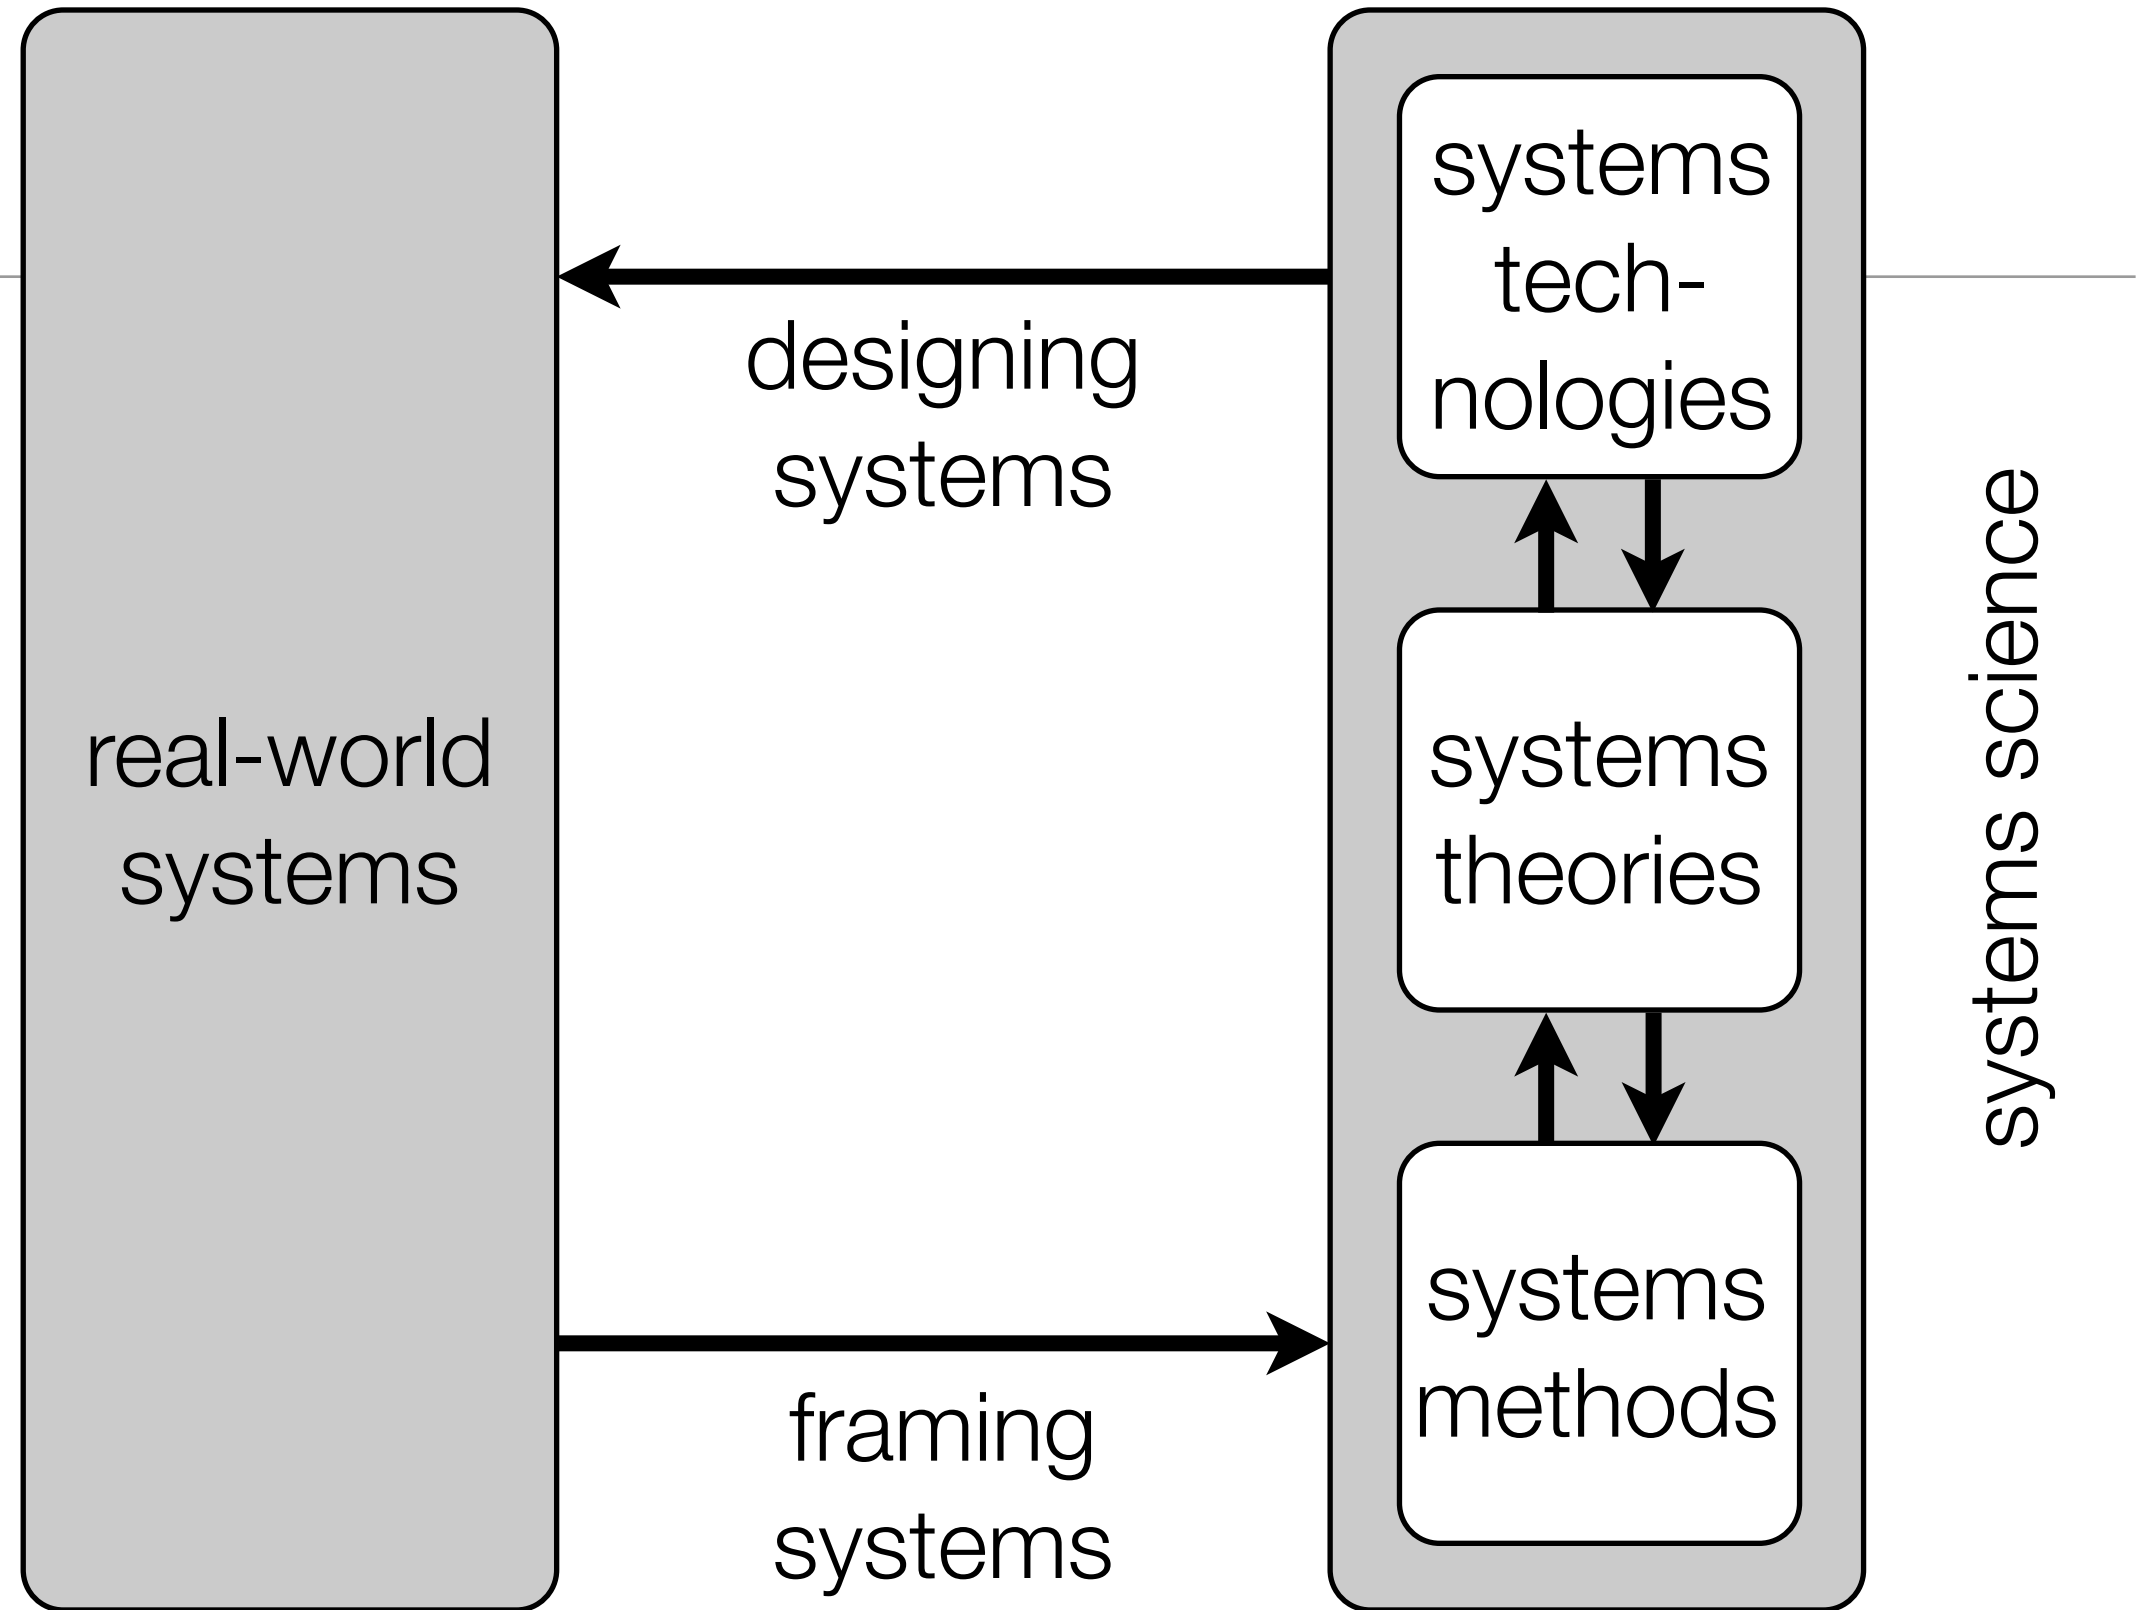 real-world
systems
designing
systems
framing
systems
systems
tech-
nologies
systems
theories
systems
methods
systems science